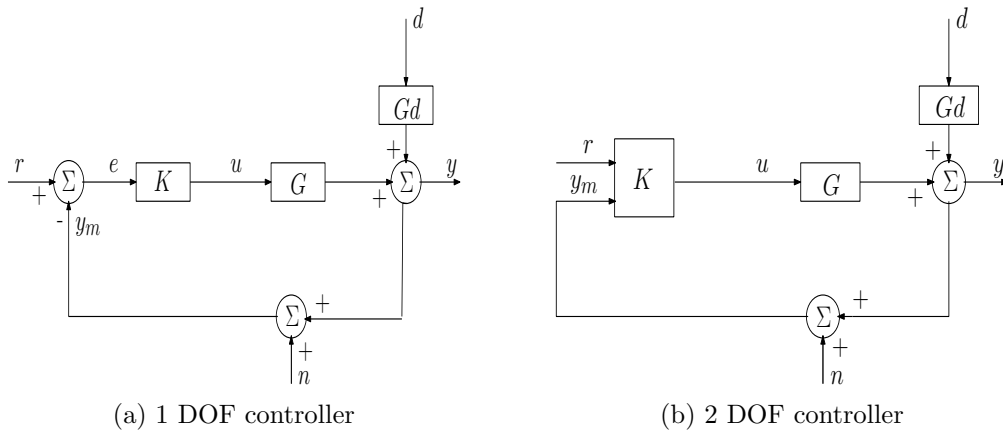 d
Gd
+
r
+
Σ
e
K
u
G
+
Σ
y
-
y_m
Σ
+
+
n
(a) 1 DOF controller
d
Gd
+
r
y_m
K
u
G
+
Σ
y
Σ
+
+
n
(b) 2 DOF controller